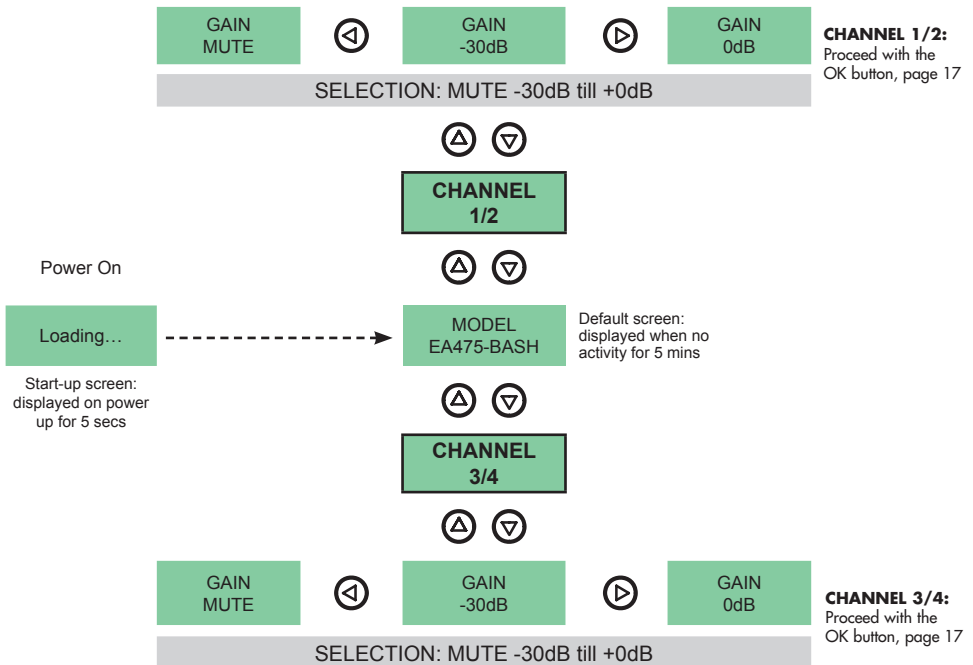 GAIN
MUTE
GAIN
-30dB
GAIN
0dB
CHANNEL 1/2:
Proceed with the
OK button, page 17
SELECTION: MUTE -30dB till +0dB
CHANNEL
1/2
Power On
Loading…
MODEL
EA475-BASH
Default screen:
displayed when no
activity for 5 mins
Start-up screen:
displayed on power
up for 5 secs
CHANNEL
3/4
GAIN
MUTE
GAIN
-30dB
GAIN
0dB
CHANNEL 3/4:
Proceed with the
OK button, page 17
SELECTION: MUTE -30dB till +0dB